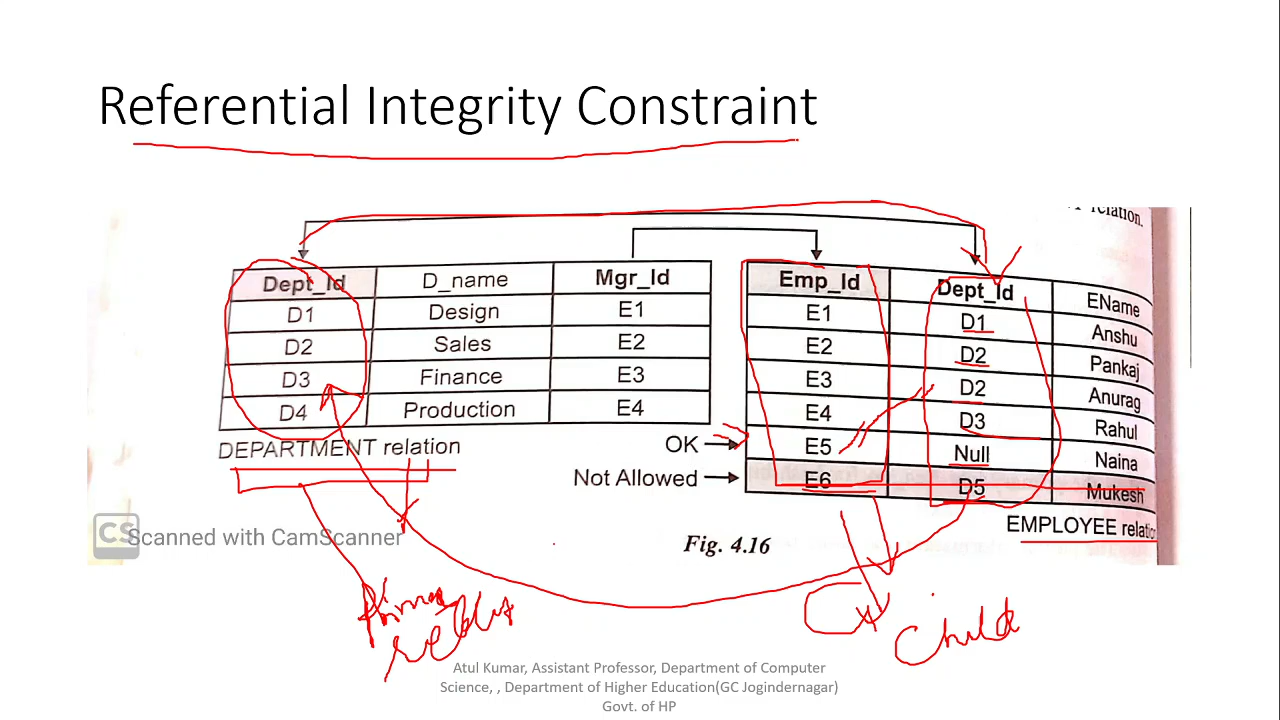 Referential Integrity Constraint
relation.
Dept_Id D_name Mgr_Id
D1 Design E1
D2 Sales E2
D3 Finance E3
D4 Production E4
DEPARTMENT relation
Emp_Id Dept_Id EName
E1 D1 Anshu
E2 D2 Pankaj
E3 D2 Anurag
E4 D3 Rahul
OK E5 Null Naina
Not Allowed E6 D5 Mukesh
EMPLOYEE relatio
CS Scanned with CamScanner
Fig. 4.16
Child
Atul Kumar, Assistant Professor, Department of Computer
Science, , Department of Higher Education(GC Jogindernagar)
Govt. of HP